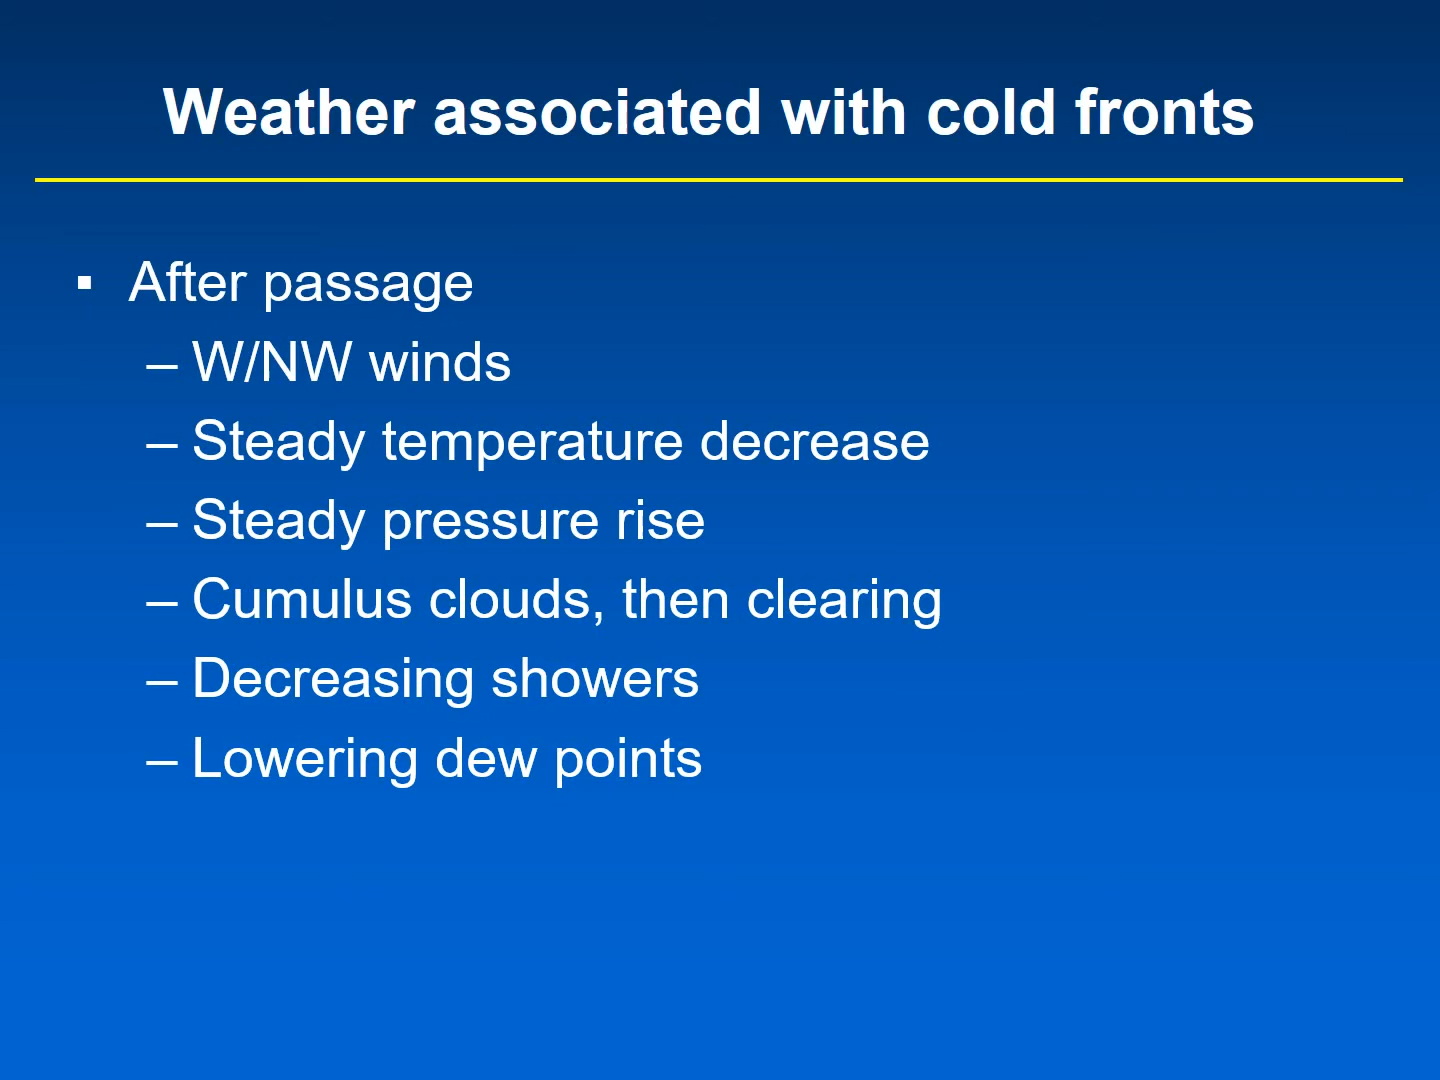 Weather associated with cold fronts
▪ After passage
– W/NW winds
– Steady temperature decrease
– Steady pressure rise
– Cumulus clouds, then clearing
– Decreasing showers
– Lowering dew points